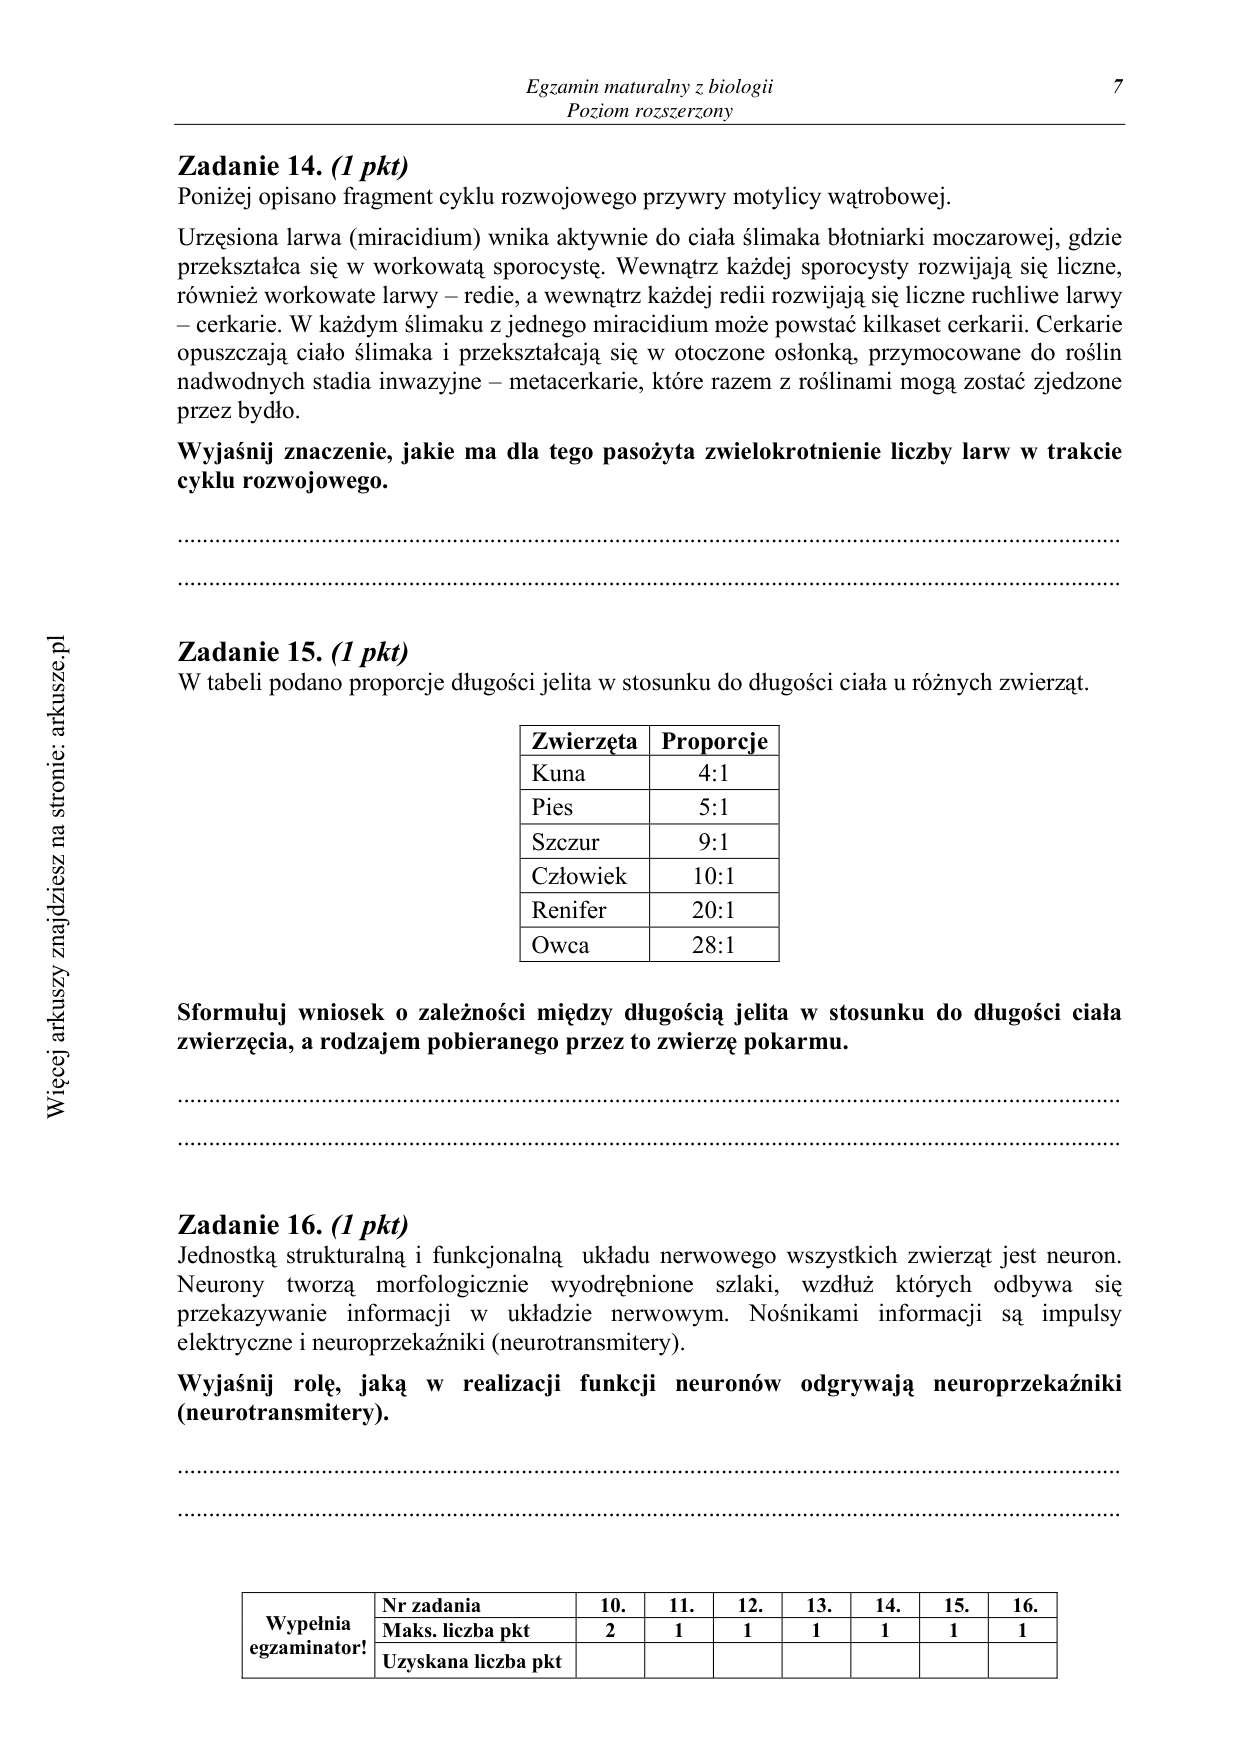 Egzamin maturalny z biologii
7
Poziom rozszerzony
Zadanie 14. (1 pkt)
Poniżej opisano fragment cyklu rozwojowego przywry motylicy wątrobowej.
Urzęsiona larwa (miracidium) wnika aktywnie do ciała ślimaka błotniarki moczarowej, gdzie
przekształca się w workowatą sporocystę. Wewnątrz każdej sporocysty rozwijają się liczne,
również workowate larwy – redie, a wewnątrz każdej redii rozwijają się liczne ruchliwe larwy
– cerkarie. W każdym ślimaku z jednego miracidium może powstać kilkaset cerkarii. Cerkarie
opuszczają ciało ślimaka i przekształcają się w otoczone osłonką, przymocowane do roślin
nadwodnych stadia inwazyjne – metacerkarie, które razem z roślinami mogą zostać zjedzone
przez bydło.
Wyjaśnij znaczenie, jakie ma dla tego pasożyta zwielokrotnienie liczby larw w trakcie
cyklu rozwojowego.
Zadanie 15. (1 pkt)
W tabeli podano proporcje długości jelita w stosunku do długości ciała u różnych zwierząt.
Zwierzęta Proporcje
Kuna 4:1
Pies 5:1
Szczur 9:1
Człowiek 10:1
Renifer 20:1
Owca 28:1
Sformułuj wniosek o zależności między długością jelita w stosunku do długości ciała
zwierzęcia, a rodzajem pobieranego przez to zwierzę pokarmu.
Zadanie 16. (1 pkt)
Jednostką strukturalną i funkcjonalną układu nerwowego wszystkich zwierząt jest neuron.
Neurony tworzą morfologicznie wyodrębnione szlaki, wzdłuż których odbywa się
przekazywanie informacji w układzie nerwowym. Nośnikami informacji są impulsy
elektryczne i neuroprzekaźniki (neurotransmitery).
Wyjaśnij rolę, jaką w realizacji funkcji neuronów odgrywają neuroprzekaźniki
(neurotransmitery).
Wypełnia egzaminator!
Nr zadania 10. 11. 12. 13. 14. 15. 16.
Maks. liczba pkt 2 1 1 1 1 1 1
Uzyskana liczba pkt
Więcej arkuszy znajdziesz na stronie: arkusze.pl